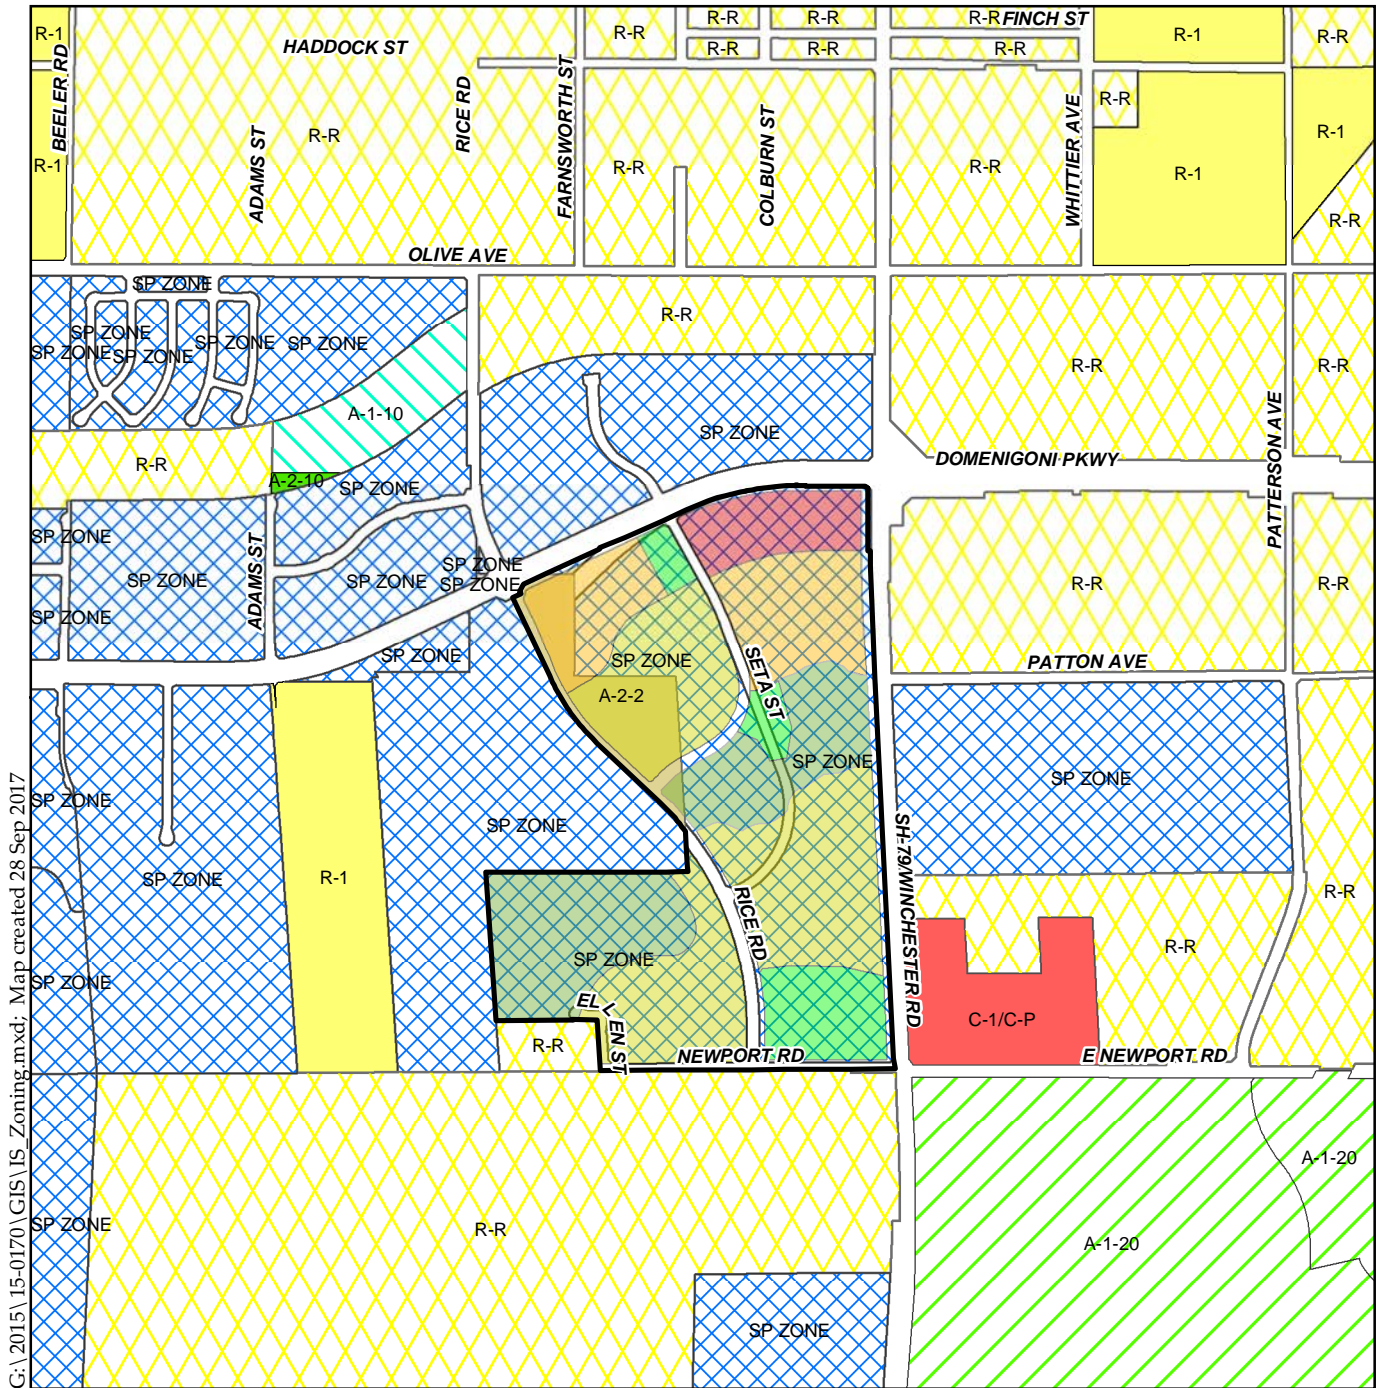 R-1
R-R
R-R
R-R FINCH ST
R-1
R-R
HADDOCK ST
R-R
R-R
R-R
BEELER RD
RICE RD
FARNSWORTH ST
R-R
R-1
R-1
R-R
ADAMS ST
R-R
COLBURN ST
R-R
WHITTIER AVE
R-1
R-R
OLIVE AVE
SP ZONE
SP ZONE
SP ZONE
SP ZONE
SP ZONE
SP ZONE
R-R
R-R
R-R
A-1-10
SP ZONE
PATTERSON AVE
R-R
DOMENIGONI PKWY
A-2-10
SP ZONE
SP ZONE
SP ZONE
SP ZONE
SP ZONE
SP ZONE
R-R
R-R
ADAMS ST
SP ZONE
SP ZONE
SP ZONE
PATTON AVE
SETA ST
A-2-2
SP ZONE
SP ZONE
SP ZONE
SP ZONE
SH-79/WINCHESTER RD
SP ZONE
R-1
R-R
RICE RD
R-R
SP ZONE
SP ZONE
ELLEN ST
C-1/C-P
R-R
NEWPORT RD
E NEWPORT RD
A-1-20
SP ZONE
R-R
A-1-20
SP ZONE
G:\2015\15-0170\GIS\IS_Zoning.mxd; Map created 28 Sep 2017